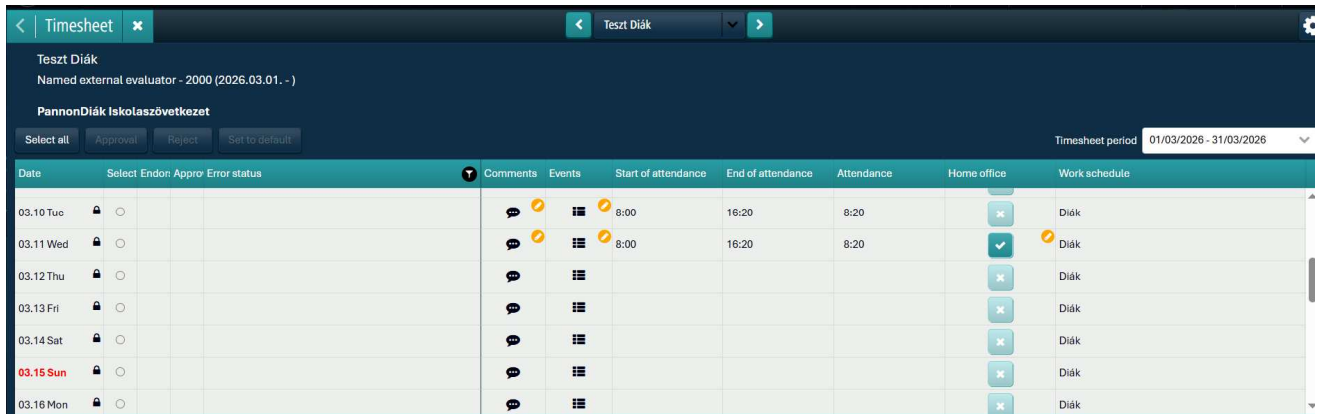 Timesheet
Teszt Diák
Teszt Diák
Named external evaluator - 2000 (2026.03.01. - )
PannonDiák Iskolaszövetkezet
Select all Approval Reject Set to default Timesheet period 01/03/2026 - 31/03/2026
Date Select Endor Appro Error status Comments Events Start of attendance End of attendance Attendance Home office Work schedule
03.10 Tue 8:00 16:20 8:20 Diák
03.11 Wed 8:00 16:20 8:20 Diák
03.12 Thu Diák
03.13 Fri Diák
03.14 Sat Diák
03.15 Sun Diák
03.16 Mon Diák